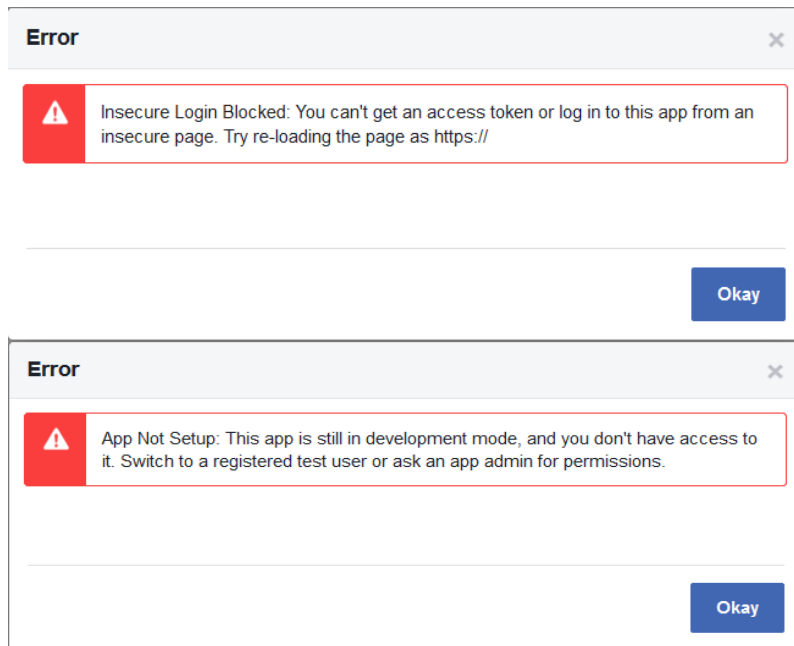 Error
Insecure Login Blocked: You can't get an access token or log in to this app from an
insecure page. Try re-loading the page as https://
Okay
Error
App Not Setup: This app is still in development mode, and you don't have access to
it. Switch to a registered test user or ask an app admin for permissions.
Okay